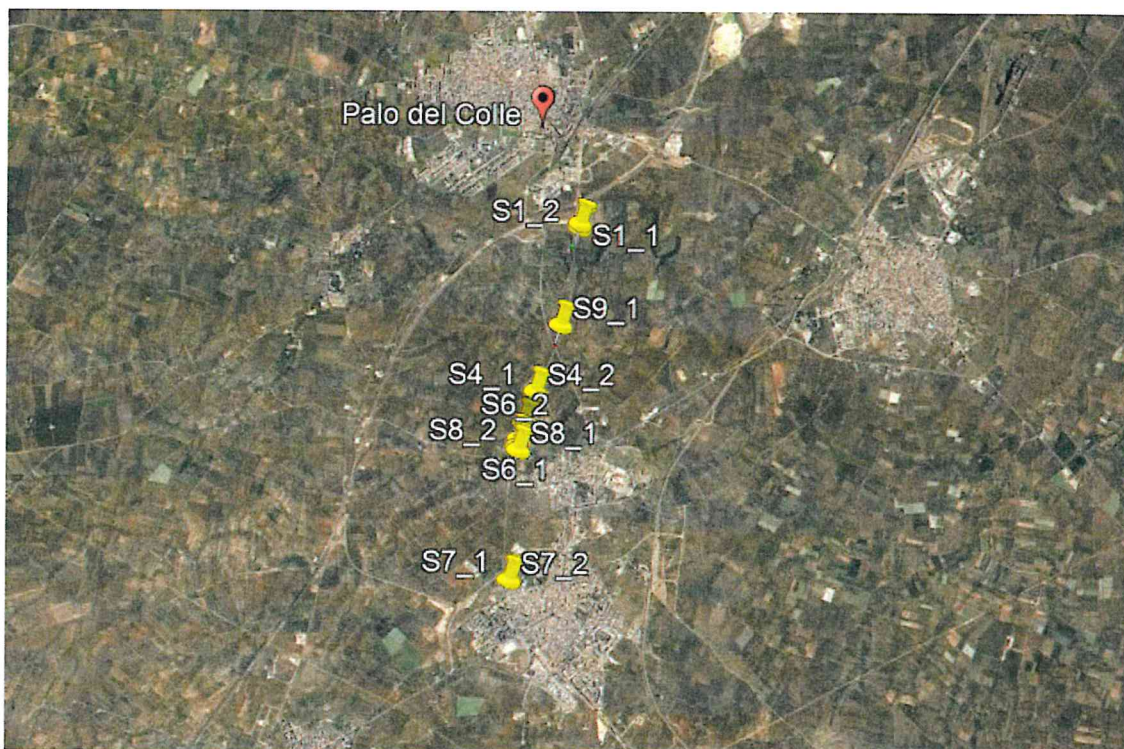 Palo del Colle
S1_2
S1_1
S9_1
S4_1 S4_2
S6_2
S8_2 S8_1
S6_1
S7_1 S7_2